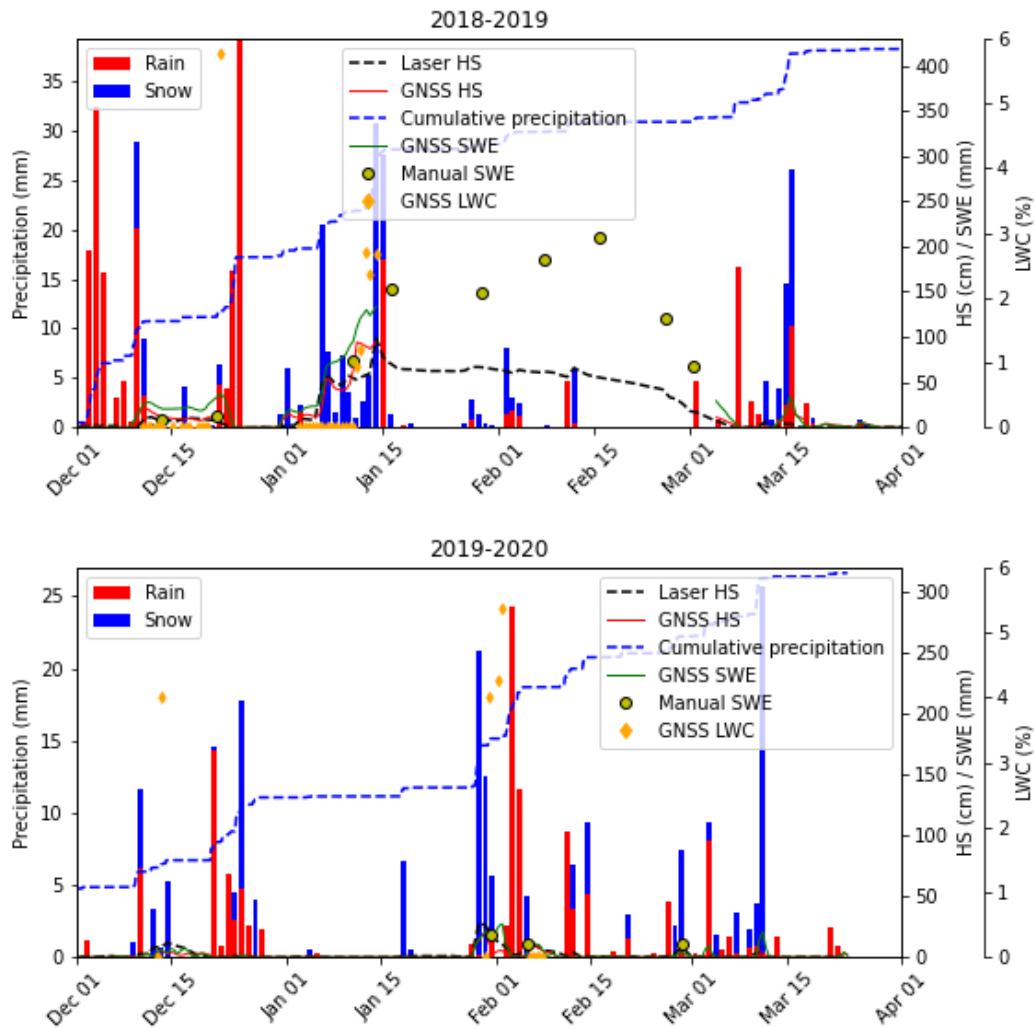 2018-2019
Rain
Snow
Laser HS
GNSS HS
Cumulative precipitation
GNSS SWE
Manual SWE
GNSS LWC
Precipitation (mm)
35
30
25
20
15
10
5
0
400
350
300
250
200
150
100
50
0
HS (cm) / SWE (mm)
6
5
4
3
2
1
0
LWC (%)
Dec 01
Dec 15
Jan 01
Jan 15
Feb 01
Feb 15
Mar 01
Mar 15
Apr 01
2019-2020
Rain
Snow
Laser HS
GNSS HS
Cumulative precipitation
GNSS SWE
Manual SWE
GNSS LWC
Precipitation (mm)
25
20
15
10
5
0
300
250
200
150
100
50
0
HS (cm) / SWE (mm)
6
5
4
3
2
1
0
LWC (%)
Dec 01
Dec 15
Jan 01
Jan 15
Feb 01
Feb 15
Mar 01
Mar 15
Apr 01